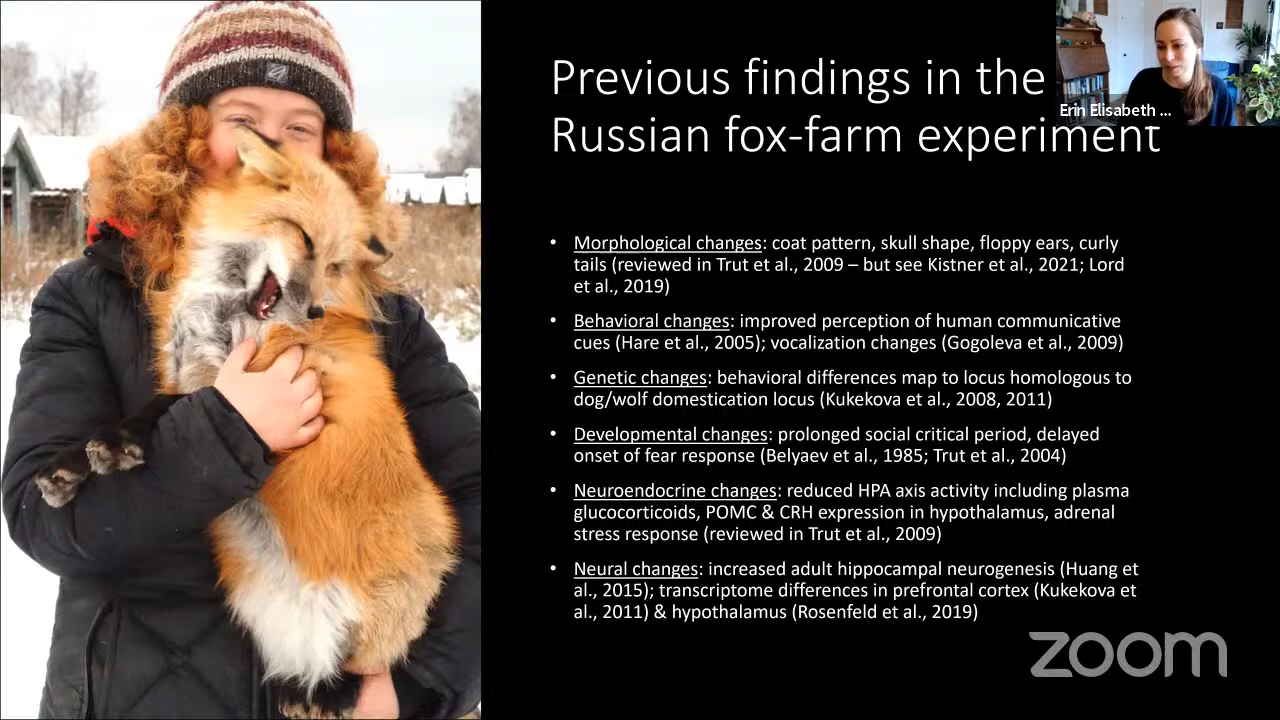 Previous findings in the
Russian fox-farm experiment
Erin Elisabeth ...
• Morphological changes: coat pattern, skull shape, floppy ears, curly
tails (reviewed in Trut et al., 2009 – but see Kistner et al., 2021; Lord
et al., 2019)
• Behavioral changes: improved perception of human communicative
cues (Hare et al., 2005); vocalization changes (Gogoleva et al., 2009)
• Genetic changes: behavioral differences map to locus homologous to
dog/wolf domestication locus (Kukekova et al., 2008, 2011)
• Developmental changes: prolonged social critical period, delayed
onset of fear response (Belyaev et al., 1985; Trut et al., 2004)
• Neuroendocrine changes: reduced HPA axis activity including plasma
glucocorticoids, POMC & CRH expression in hypothalamus, adrenal
stress response (reviewed in Trut et al., 2009)
• Neural changes: increased adult hippocampal neurogenesis (Huang et
al., 2015); transcriptome differences in prefrontal cortex (Kukekova et
al., 2011) & hypothalamus (Rosenfeld et al., 2019)
zoom